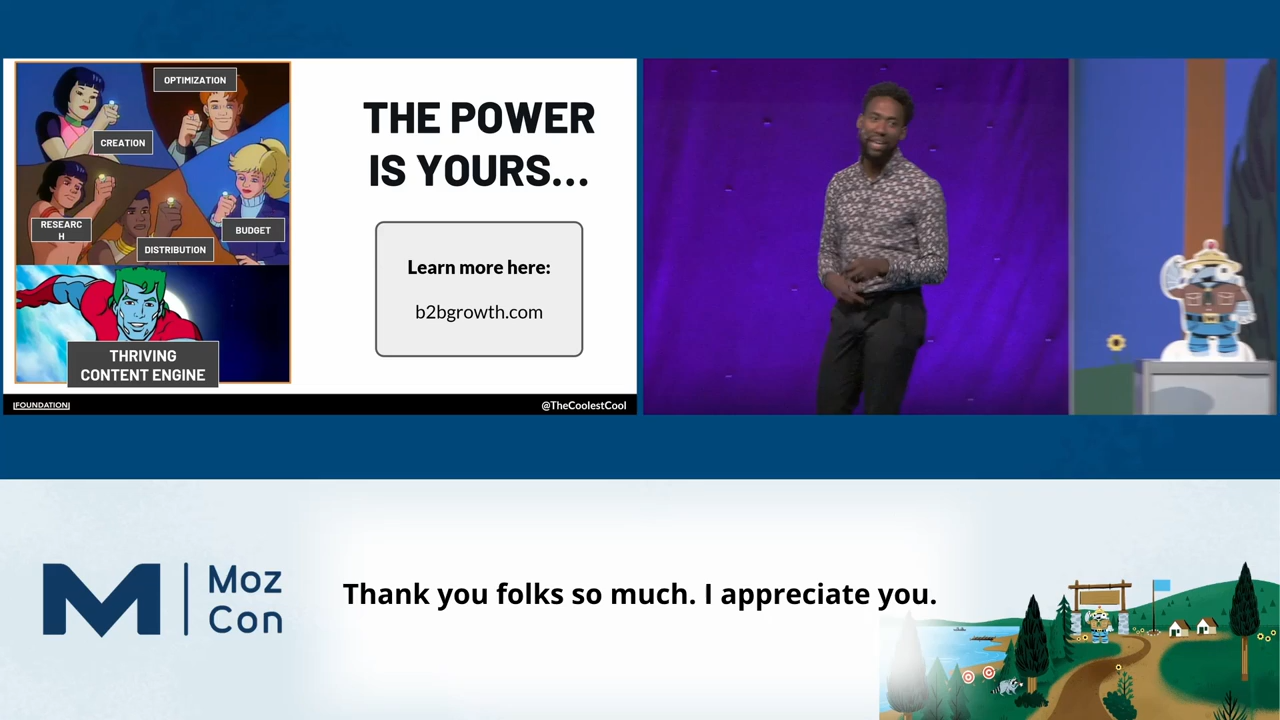 OPTIMIZATION
CREATION
RESEARC
H
DISTRIBUTION
BUDGET
THRIVING
CONTENT ENGINE
THE POWER
IS YOURS...
Learn more here:
b2bgrowth.com
|FOUNDATION|
@TheCoolestCool
Moz
Con
Thank you folks so much. I appreciate you.